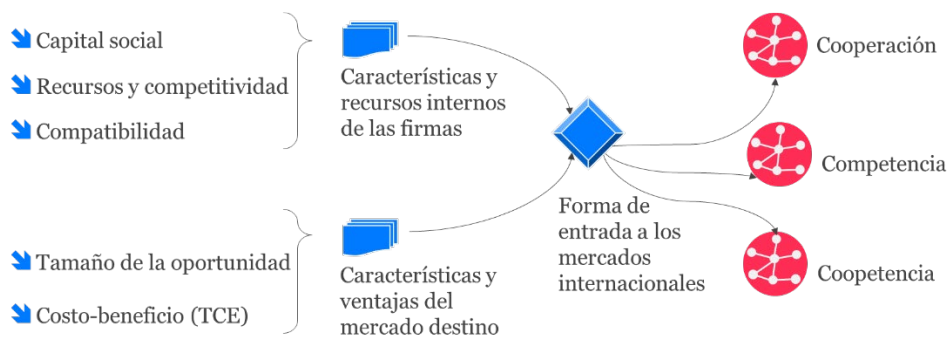 Capital social
Recursos y competitividad
Compatibilidad
Características y
recursos internos
de las firmas
Tamaño de la oportunidad
Costo-beneficio (TCE)
Características y
ventajas del
mercado destino
Forma de
entrada a los
mercados
internacionales
Cooperación
Competencia
Coopetencia